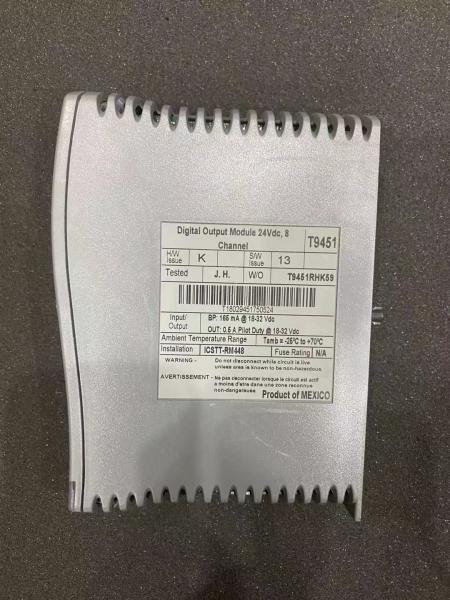 Digital Output Module 24Vdc, 8 Channel T9451
H/W Issue K S/W Issue 13
Tested J. H. W/O T9451RHK59
T18029451750524
Input/ Output BP: 165 mA @ 18-32 Vdc
OUT: 0.6 A Pilot Duty @ 18-32 Vdc
Ambient Temperature Range Tamb = -25°C to +70°C
Installation ICSTT-RM448 Fuse Rating N/A
WARNING - Do not disconnect while circuit is live
unless area is known to be non-hazardous.
AVERTISSEMENT - Ne pas deconnecter lorsque le circuit est actif
a moins d'etre dans une zone reconnue
non-dangereuse
Product of MEXICO